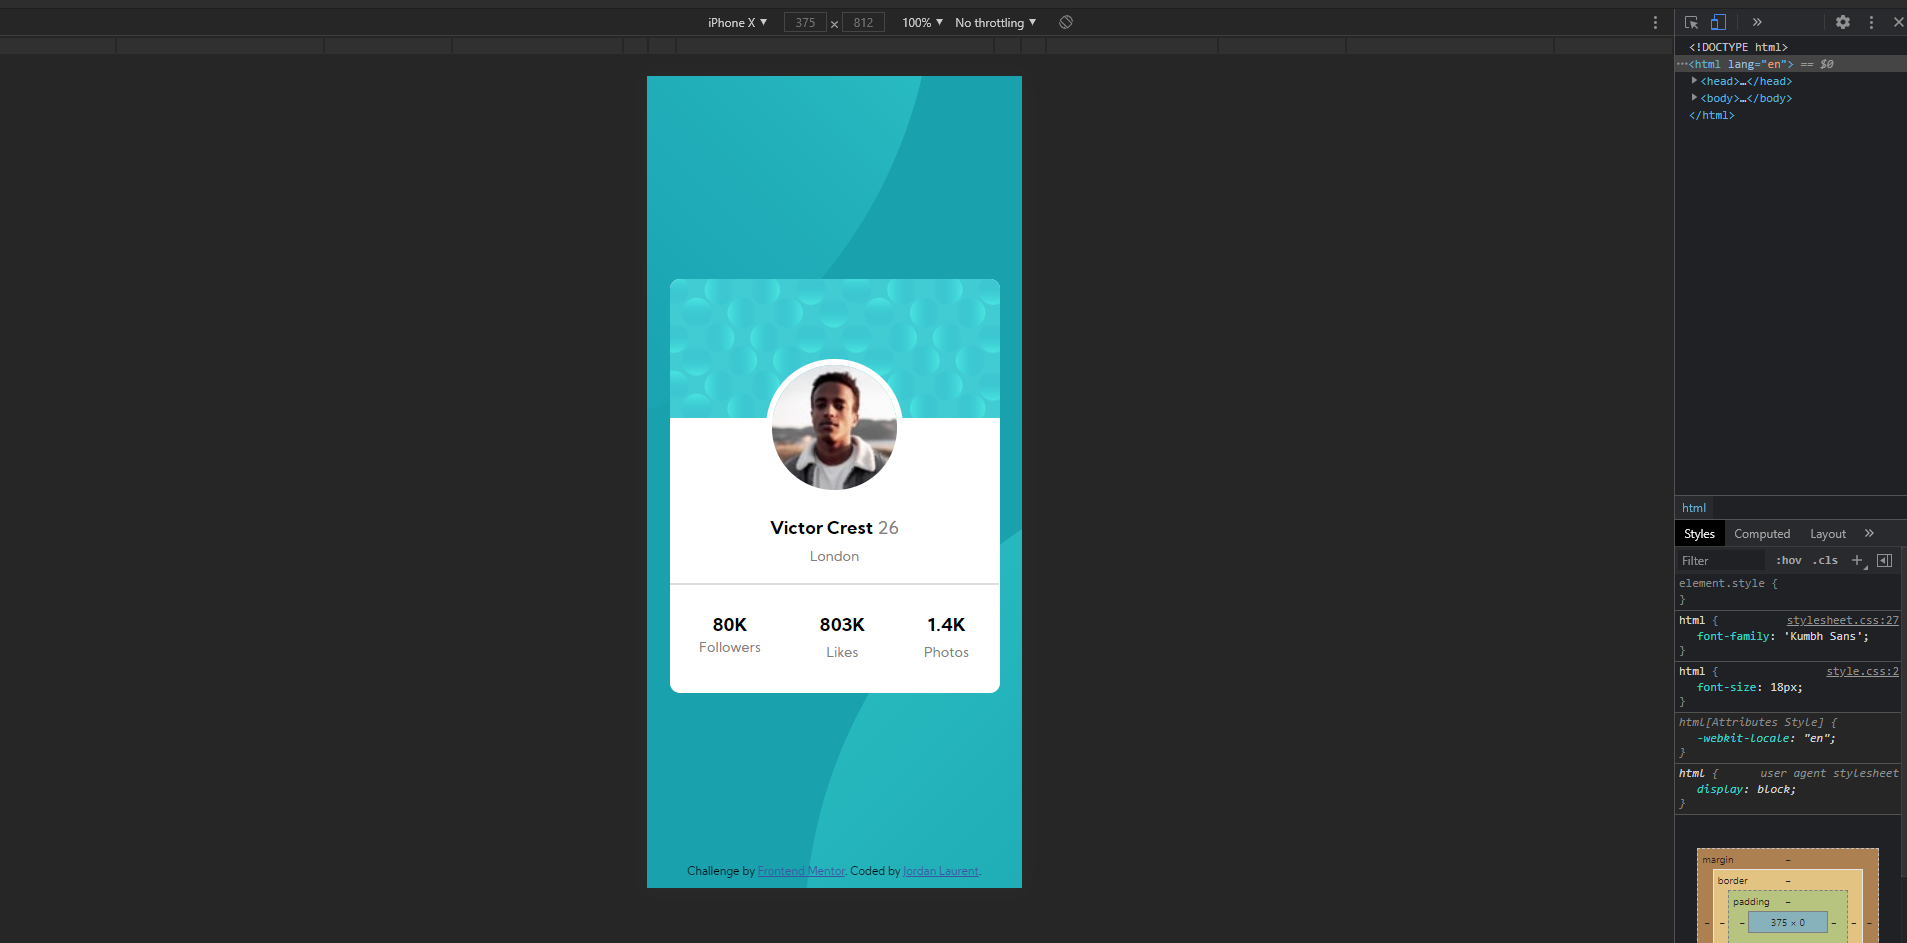 iPhone X ▼ 375 × 812 100% ▼ No throttling ▼
<!DOCTYPE html>
···<html lang="en"> == $0
<head>…</head>
<body>…</body>
</html>
Victor Crest 26
London
80K 803K 1.4K
Followers Likes Photos
Challenge by Frontend Mentor. Coded by Jordan Laurent.
html
Styles Computed Layout »
Filter :hov .cls +
element.style {
}
html { stylesheet.css:27
font-family: 'Kumbh Sans';
}
html { style.css:2
font-size: 18px;
}
html[Attributes Style] {
-webkit-locale: "en";
}
html { user agent stylesheet
display: block;
}
margin –
border –
padding –
– – – 375 × 0 – – –